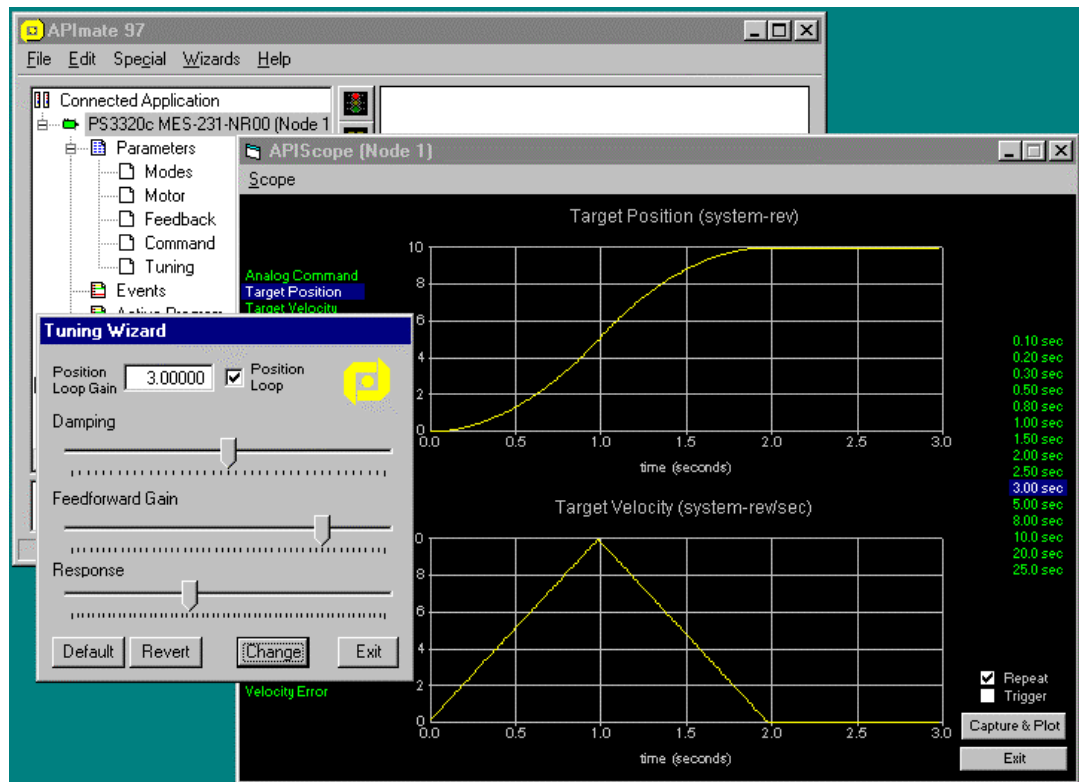 APImate 97
File Edit Special Wizards Help
Connected Application
PS3320c MES-231-NR00 (Node 1
Parameters
Modes
Motor
Feedback
Command
Tuning
Events
APIScope (Node 1)
Scope
Target Position (system-rev)
Analog Command
Target Position
Target Velocity
10
8
6
4
2
0
0.0 0.5 1.0 1.5 2.0 2.5 3.0
time (seconds)
Target Velocity (system-rev/sec)
0
8
6
4
2
0
0.0 0.5 1.0 1.5 2.0 2.5 3.0
time (seconds)
Velocity Error
0.10 sec
0.20 sec
0.30 sec
0.50 sec
0.80 sec
1.00 sec
1.50 sec
2.00 sec
2.50 sec
3.00 sec
5.00 sec
8.00 sec
10.0 sec
20.0 sec
25.0 sec
Repeat
Trigger
Capture & Plot
Exit
Tuning Wizard
Position
Loop Gain
3.00000
Position
Loop
Damping
Feedforward Gain
Response
Default Revert Change Exit